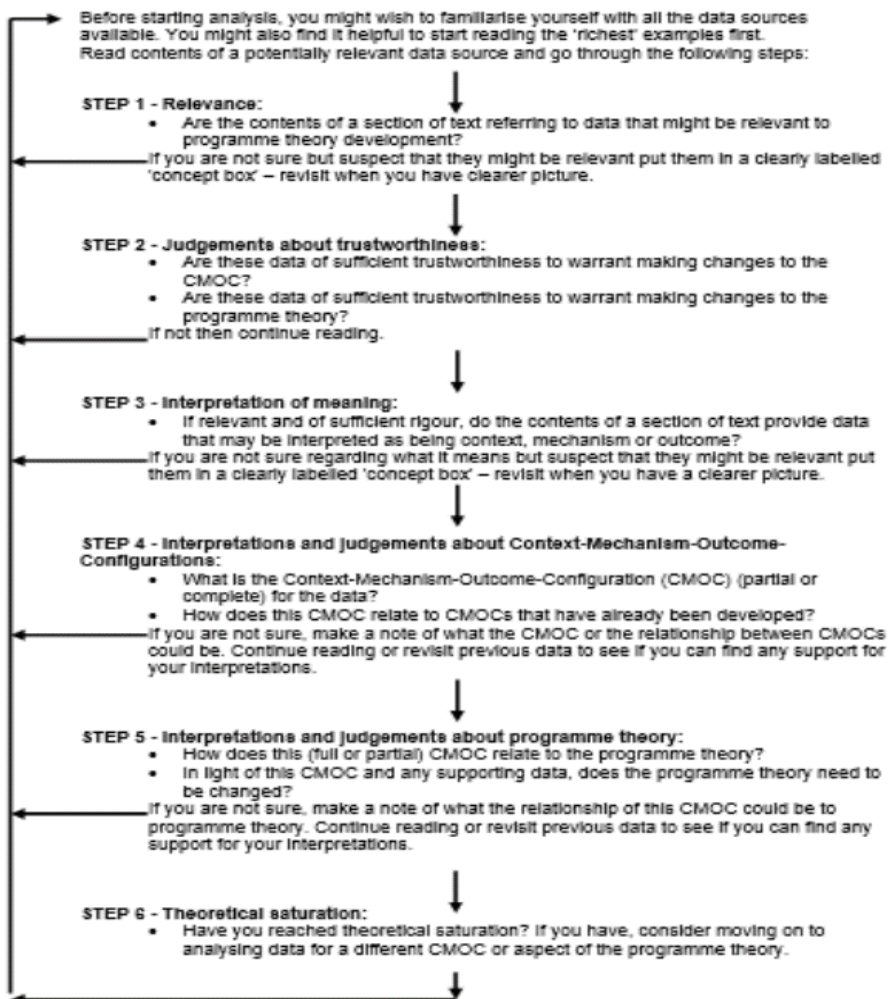 Before starting analysis, you might wish to familiarise yourself with all the data sources
available. You might also find it helpful to start reading the 'richest' examples first.
Read contents of a potentially relevant data source and go through the following steps:
STEP 1 - Relevance:
• Are the contents of a section of text referring to data that might be relevant to
programme theory development?
If you are not sure but suspect that they might be relevant put them in a clearly labelled
'concept box' – revisit when you have clearer picture.
STEP 2 - Judgements about trustworthiness:
• Are these data of sufficient trustworthiness to warrant making changes to the
CMOC?
• Are these data of sufficient trustworthiness to warrant making changes to the
programme theory?
If not then continue reading.
STEP 3 - Interpretation of meaning:
• If relevant and of sufficient rigour, do the contents of a section of text provide data
that may be interpreted as being context, mechanism or outcome?
If you are not sure regarding what it means but suspect that they might be relevant put
them in a clearly labelled 'concept box' – revisit when you have a clearer picture.
STEP 4 - Interpretations and judgements about Context-Mechanism-Outcome-
Configurations:
• What is the Context-Mechanism-Outcome-Configuration (CMOC) (partial or
complete) for the data?
• How does this CMOC relate to CMOCs that have already been developed?
If you are not sure, make a note of what the CMOC or the relationship between CMOCs
could be. Continue reading or revisit previous data to see if you can find any support for
your interpretations.
STEP 5 - Interpretations and judgements about programme theory:
• How does this (full or partial) CMOC relate to the programme theory?
• In light of this CMOC and any supporting data, does the programme theory need to
be changed?
If you are not sure, make a note of what the relationship of this CMOC could be to
programme theory. Continue reading or revisit previous data to see if you can find any
support for your interpretations.
STEP 6 - Theoretical saturation:
• Have you reached theoretical saturation? If you have, consider moving on to
analysing data for a different CMOC or aspect of the programme theory.